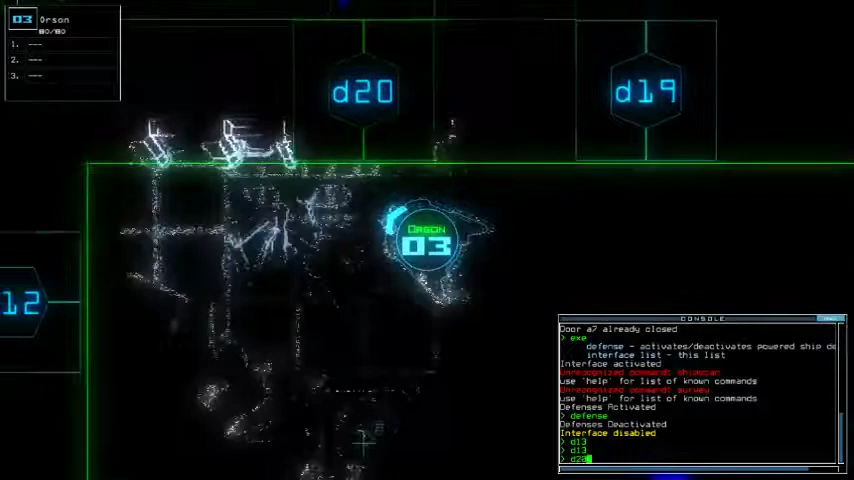 03 Orson
80/80
1. ---
2. ---
3. ---
d20
d19
12
Orson
03
CONSOLE
Door a7 already closed
> exe
defense - activates/deactivates powered ship de
interface list - this list
Interface activated
use 'help' for list of known commands
use 'help' for list of known commands
Defenses Activated
> defense
Defenses Deactivated
Interface disabled
> d13
> d13
> d20